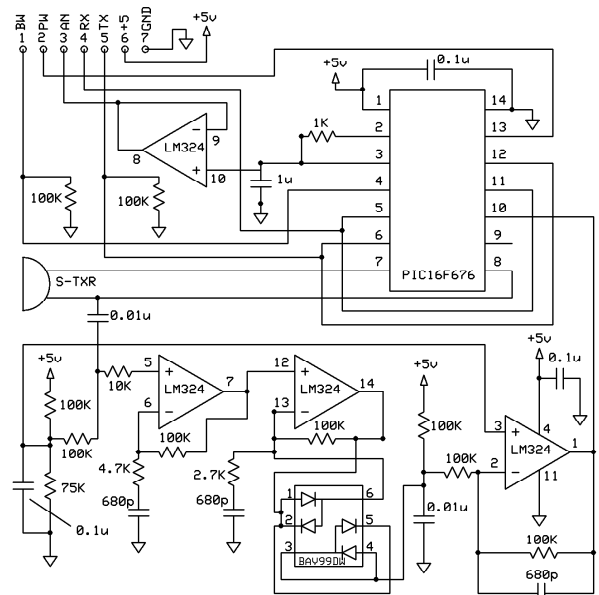 BW PW AN RX TX +5 GND
1 2 3 4 5 6 7
+5v
+5v
0.1u
1 14
1K
2 13
LM324
8 9 10
3 12
1u
4 11
100K 100K
5 10
6 9
7 8
PIC16F676
S-TXR
0.01u
+5v
+5v
0.1u
+5v
5 7 12 14
LM324 LM324
10K
6 13
100K
100K
100K
100K
100K
3 4 1
LM324
2 11
100K
4.7K 2.7K
75K
680p 680p
0.01u
0.1u
1 6
2 5
3 4
BAV99DW
100K
680p